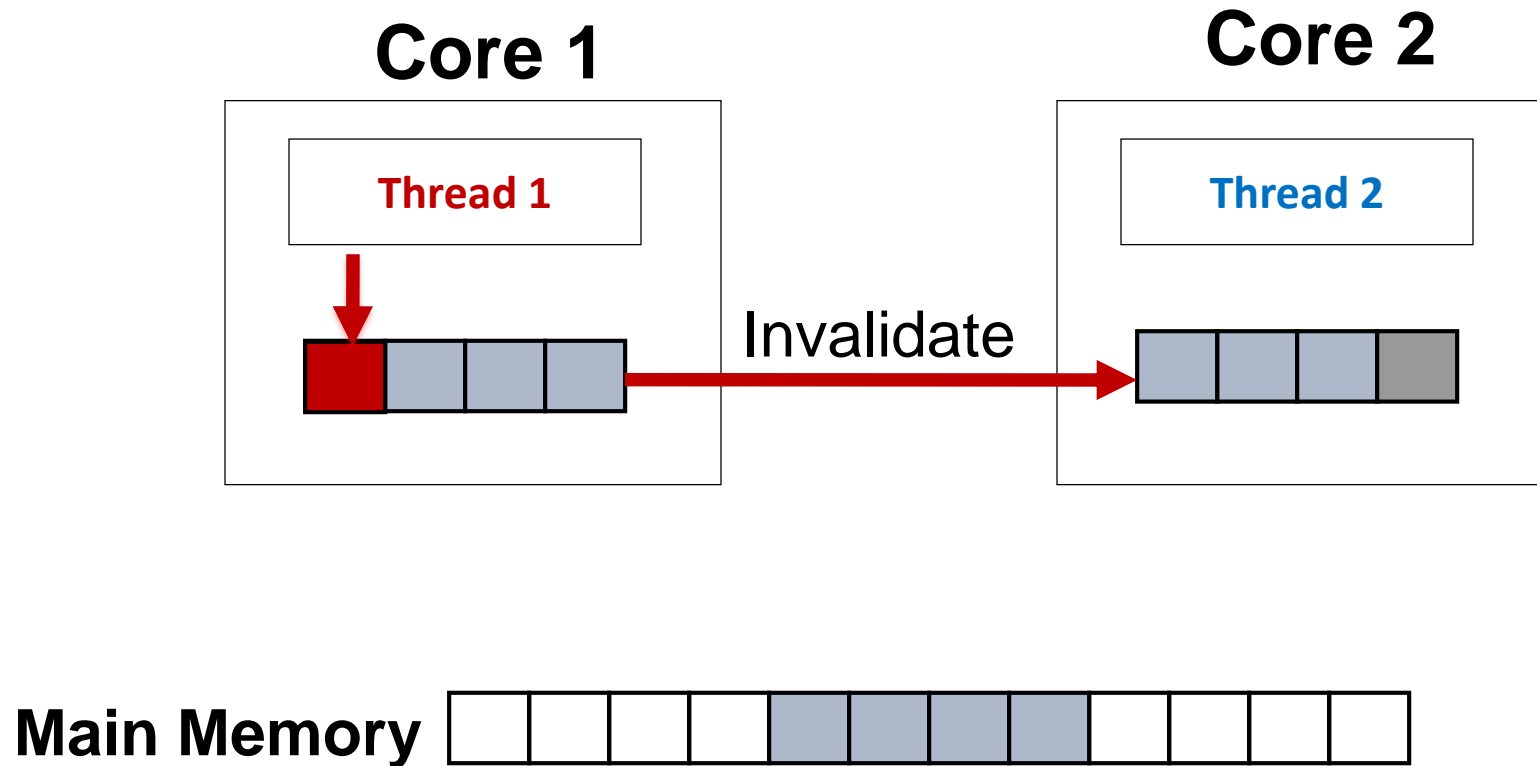 Core 1
Core 2
Thread 1
Thread 2
Invalidate
Main Memory